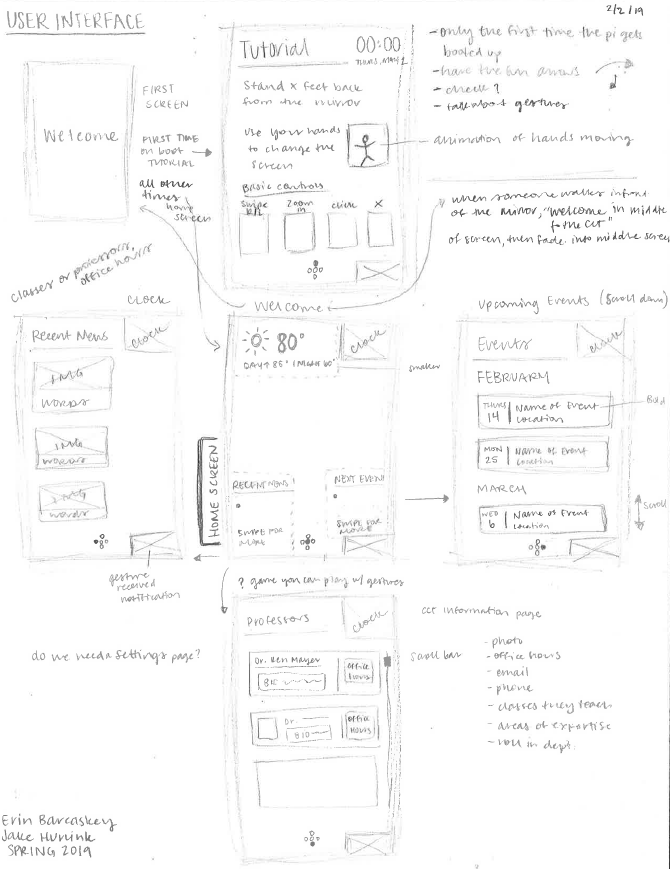 USER INTERFACE
2/2/19
Welcome
FIRST
SCREEN
FIRST TIME
ON BOOT
TUTORIAL
all other
times
home
screen
Tutorial
00:00
THURS, MAY 2
Stand x feet back
from the mirror
use your hands
to change the
screen
Basic controls
Swipe
Zoom
in
click
X
- only the first time the pi gets
booted up
- have the fun arrows
- check?
- talk about gestures
animation of hands moving
when someone walks infront
of the mirror, "Welcome
to the CCT"
in middle
of screen, then fade into middle screen
classes or professors,
office hours
CLOCK
Welcome
Upcoming Events (Scroll down)
Recent News
CLOCK
IMG
words
IMG
words
IMG
words
gesture
received
notification
HOME SCREEN
80°
DAY↑ 85° | Night 60°
CLOCK
smaller
RECENT NEWS
SWIPE FOR
MORE
NEXT EVENT
SWIPE FOR
MORE
Events
CLOCK
FEBRUARY
THURS
14
Name of Event
Location
Bold
MON
25
Name of Event
Location
MARCH
WED
6
Name of Event
Location
Scroll
? game you can play w/ gestures
do we need a settings page?
Professors
CLOCK
Dr. Ben Mayer
810
Office
hours
Dr.
810
OFFICE
HOURS
CCT information page
Scroll bar
- photo
- office hours
- email
- phone
- classes they teach
- areas of expertise
- roll in dept.
Erin Barcaskey
Jake Hunink
SPRING 2019